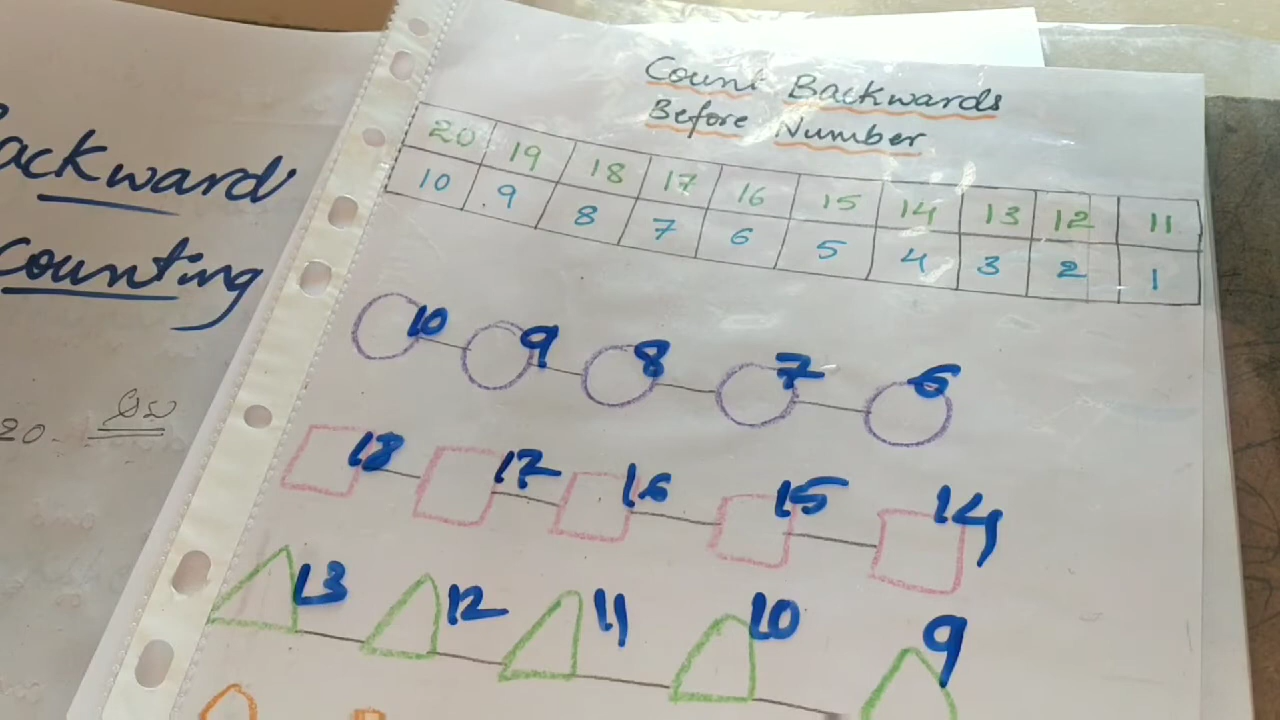 Backward
Counting
20-
Count Backwards
Before Number
20 19 18 17 16 15 14 13 12 11
10 9 8 7 6 5 4 3 2 1
10 9 8 7 6
18 17 16 15 14
13 12 11 10 9